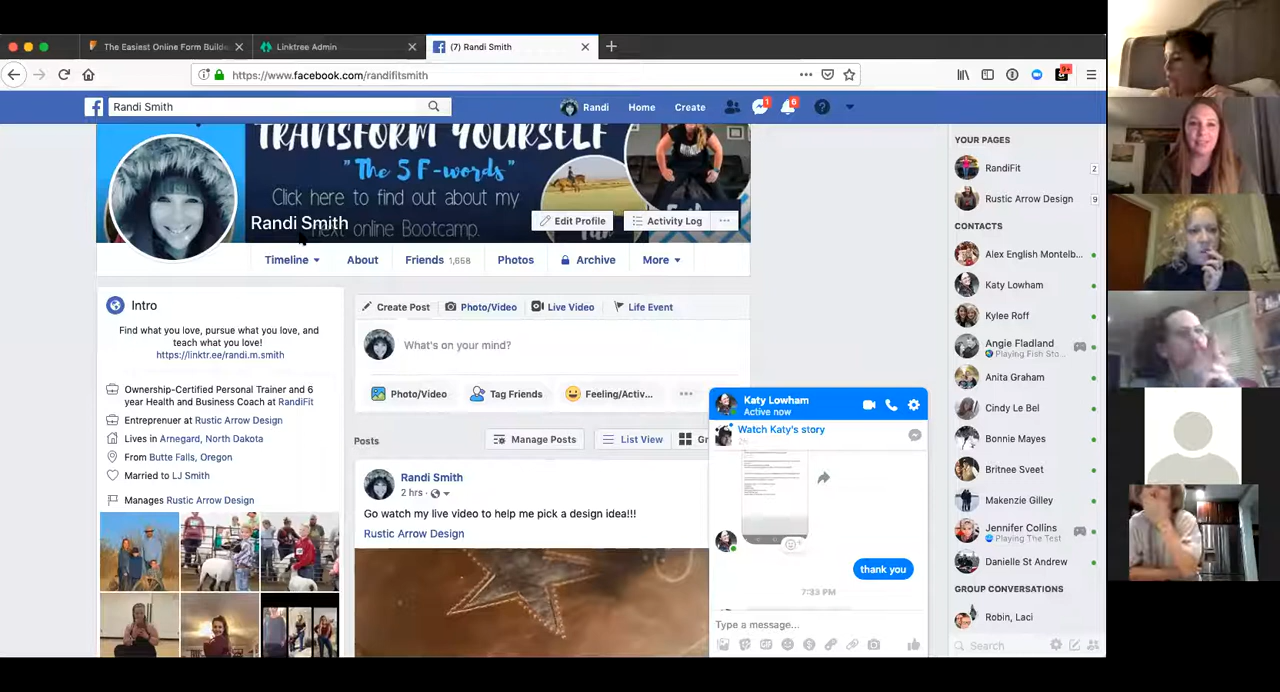 The Easiest Online Form Builde
Linktree Admin
(7) Randi Smith
https://www.facebook.com/randifitsmith
9+
Randi Smith
Randi
Home
Create
1
6
TRANSFORM YOURSELF
"The 5 F-words"
Click here to find out about my
next online Bootcamp.
Randi Smith
Edit Profile
Activity Log
Timeline
About
Friends 1,658
Photos
Archive
More
Intro
Find what you love, pursue what you love, and
teach what you love!
https://linktr.ee/randi.m.smith
Ownership-Certified Personal Trainer and 6
year Health and Business Coach at RandiFit
Entreprenuer at Rustic Arrow Design
Lives in Arnegard, North Dakota
From Butte Falls, Oregon
Married to LJ Smith
Manages Rustic Arrow Design
Create Post
Photo/Video
Live Video
Life Event
What's on your mind?
Photo/Video
Tag Friends
Feeling/Activ...
Posts
Manage Posts
List View
Gr
Randi Smith
2 hrs
Go watch my live video to help me pick a design idea!!!
Rustic Arrow Design
Katy Lowham
Active now
Watch Katy's story
thank you
7:33 PM
Type a message...
YOUR PAGES
RandiFit
2
Rustic Arrow Design
9
CONTACTS
Alex English Montelb...
Katy Lowham
Kylee Roff
Angie Fladland
Playing Fish Sto...
Anita Graham
Cindy Le Bel
Bonnie Mayes
Britnee Sveet
Makenzie Gilley
Jennifer Collins
Playing The Test
Danielle St Andrew
GROUP CONVERSATIONS
Robin, Laci
Search